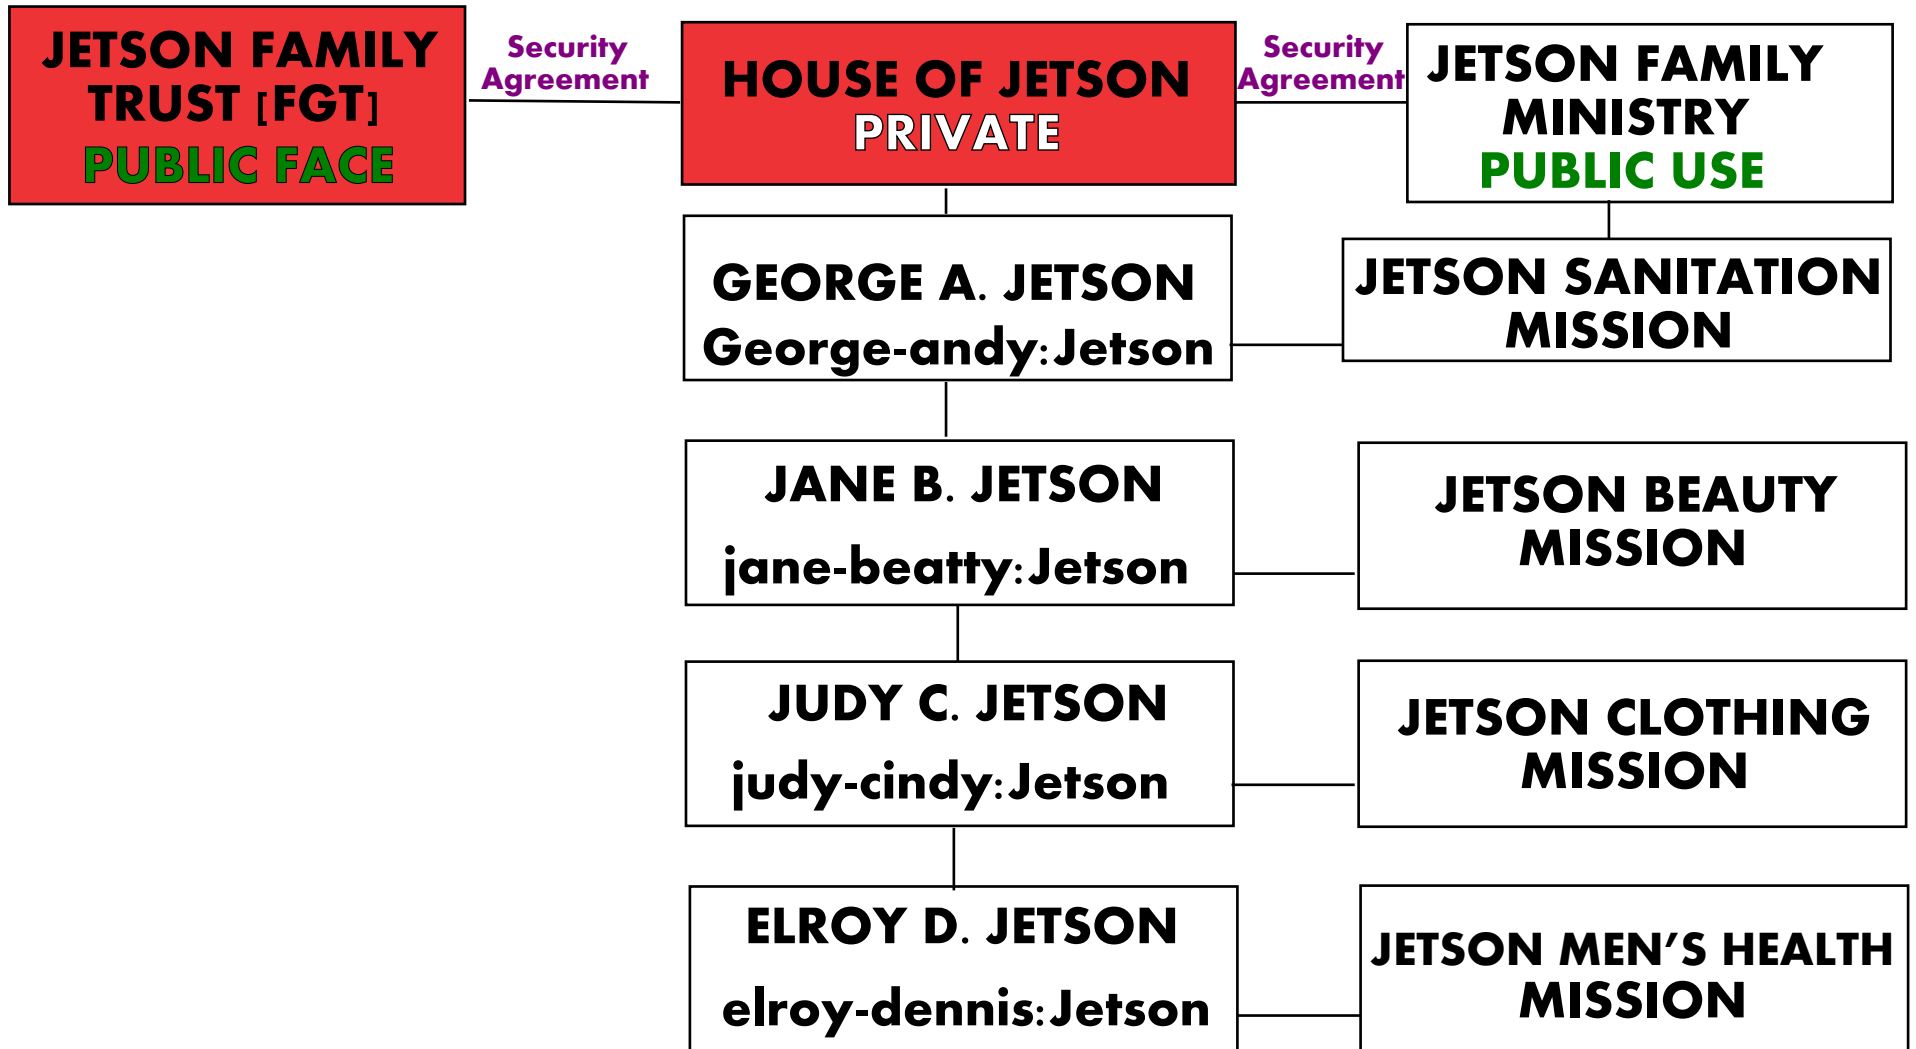 JETSON FAMILY
TRUST [FGT]
PUBLIC FACE
Security
Agreement
HOUSE OF JETSON
PRIVATE
Security
Agreement
JETSON FAMILY
MINISTRY
PUBLIC USE
GEORGE A. JETSON
George-andy:Jetson
JETSON SANITATION
MISSION
JANE B. JETSON
jane-beatty:Jetson
JETSON BEAUTY
MISSION
JUDY C. JETSON
judy-cindy:Jetson
JETSON CLOTHING
MISSION
ELROY D. JETSON
elroy-dennis:Jetson
JETSON MEN’S HEALTH
MISSION